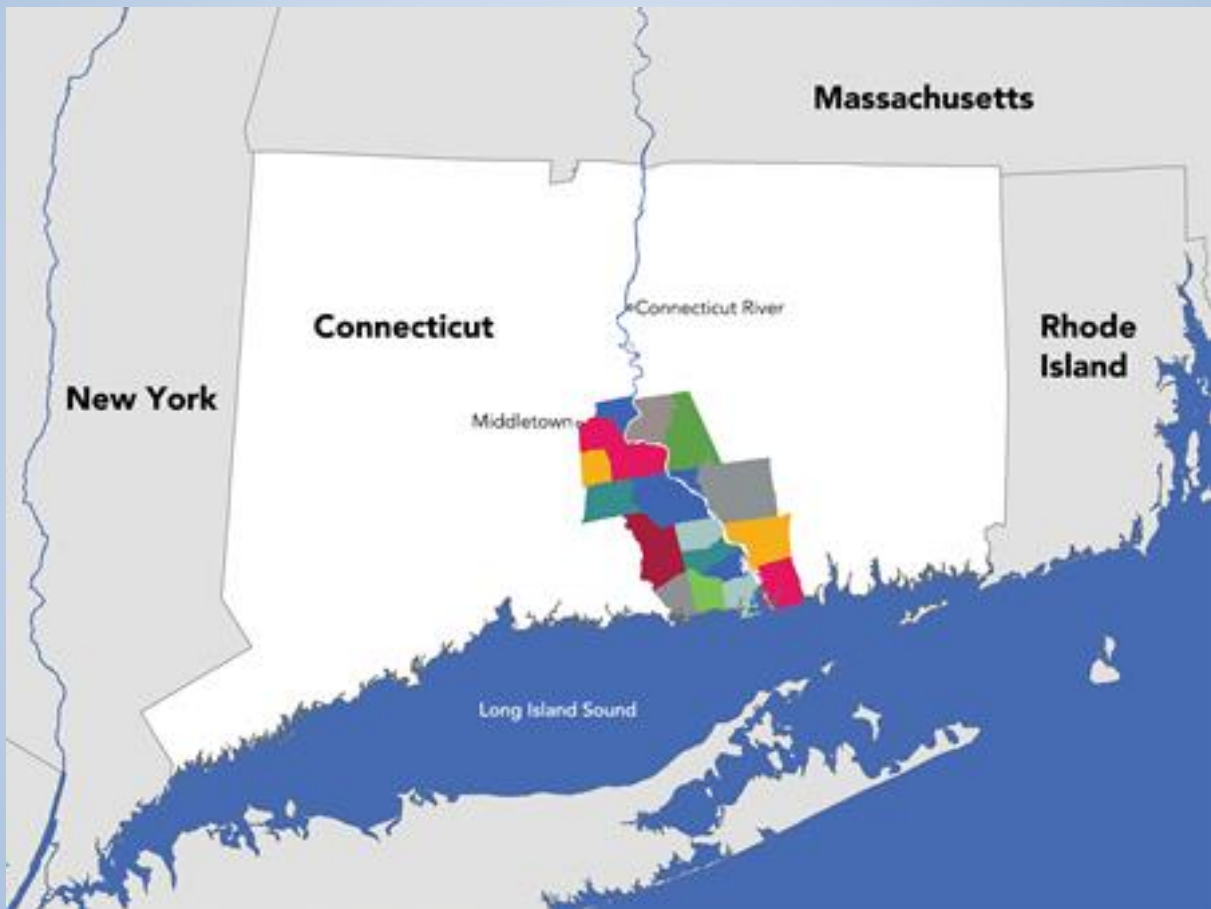 Massachusetts
Connecticut River
Connecticut
Rhode
Island
New York
Middletown
Long Island Sound